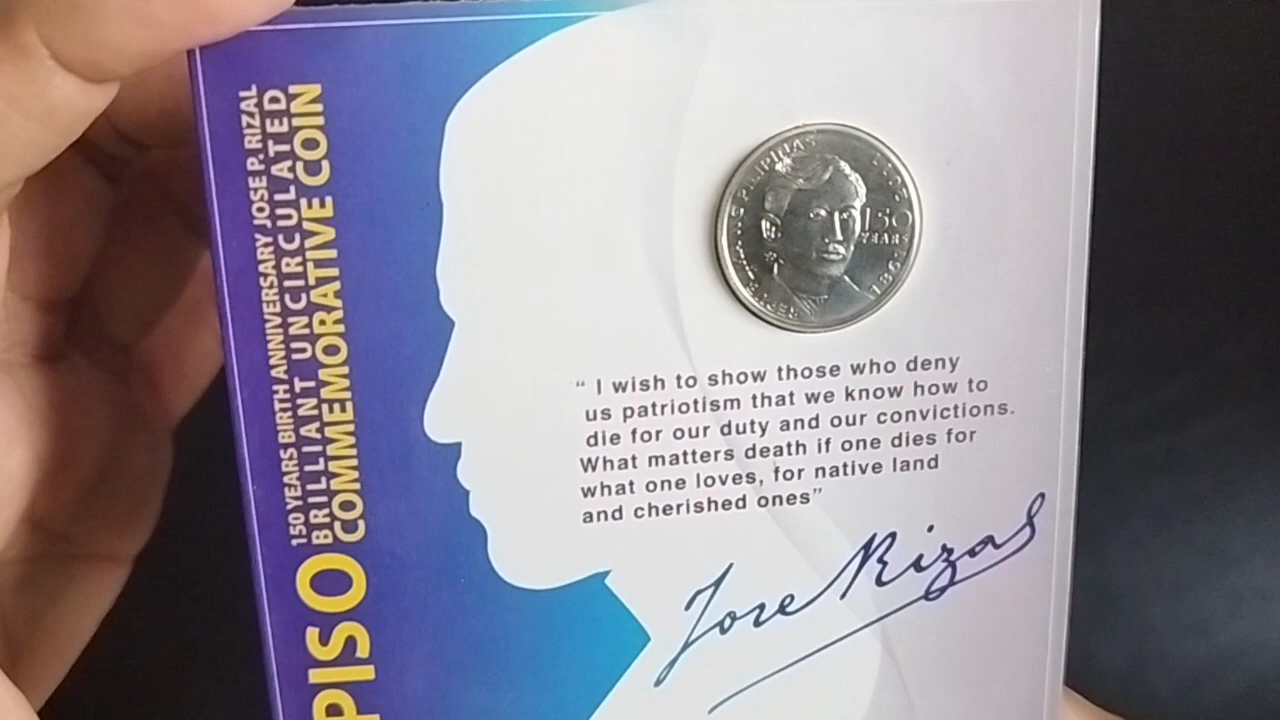 150 YEARS BIRTH ANNIVERSARY JOSE P. RIZAL
BRILLIANT UNCIRCULATED
COMMEMORATIVE COIN
PISO
PILIPINAS
150
YEARS
“ I wish to show those who deny
us patriotism that we know how to
die for our duty and our convictions.
What matters death if one dies for
what one loves, for native land
and cherished ones”
Jose Rizal